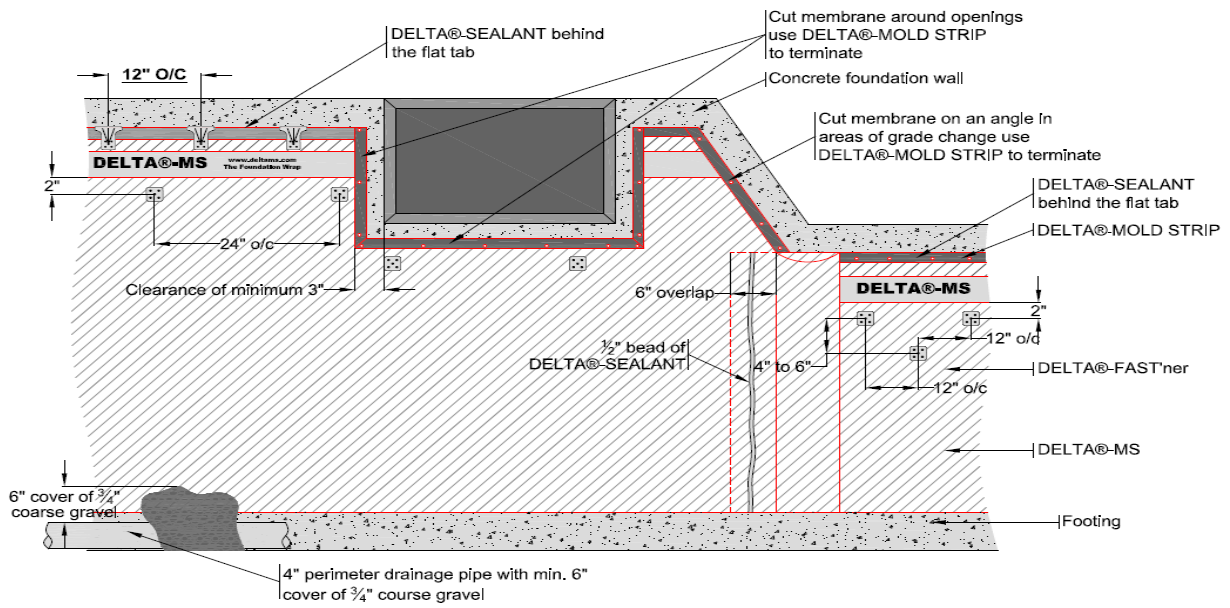 DELTA®-SEALANT behind
the flat tab
Cut membrane around openings
use DELTA®-MOLD STRIP
to terminate
12" O/C
Concrete foundation wall
Cut membrane on an angle in
areas of grade change use
DELTA®-MOLD STRIP to terminate
DELTA®-MS
www.deltams.com
The Foundation Wrap
2"
DELTA®-SEALANT
behind the flat tab
DELTA®-MOLD STRIP
24" o/c
Clearance of minimum 3"
6" overlap
DELTA®-MS
2"
12" o/c
½" bead of
DELTA®-SEALANT
4" to 6"
DELTA®-FAST'ner
12" o/c
DELTA®-MS
6" cover of ¾"
coarse gravel
Footing
4" perimeter drainage pipe with min. 6"
cover of ¾" course gravel